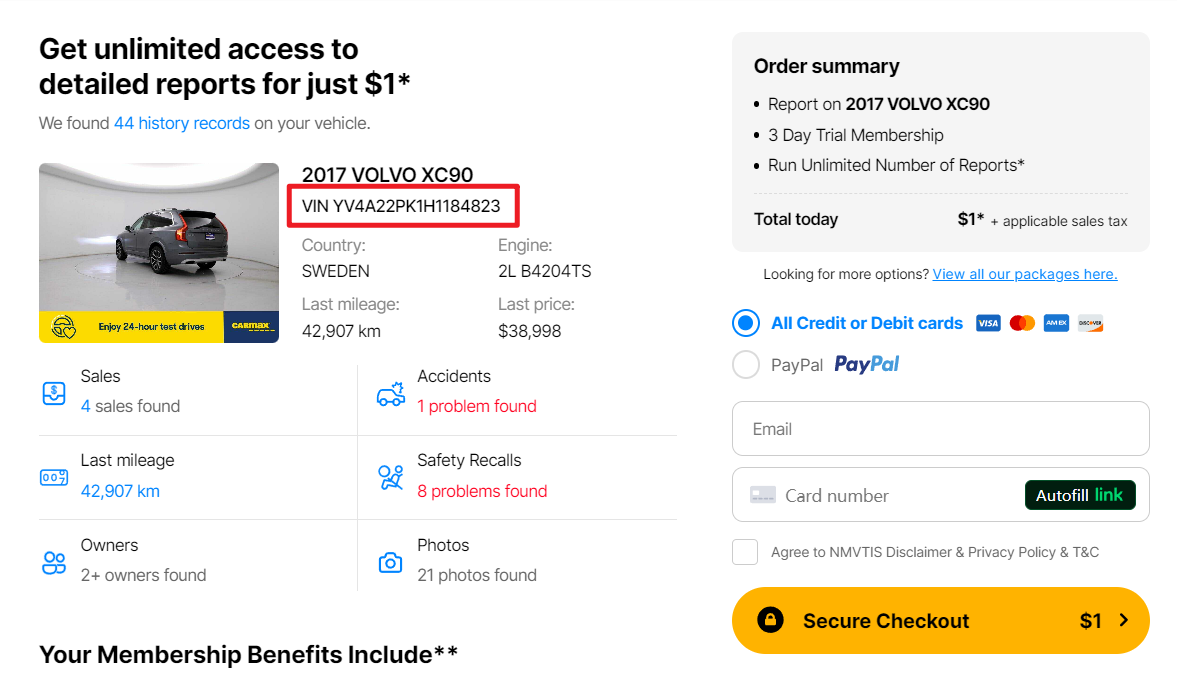 Get unlimited access to
detailed reports for just $1*
We found 44 history records on your vehicle.
2017 VOLVO XC90
VIN YV4A22PK1H1184823
Country:
SWEDEN
Engine:
2L B4204TS
Last mileage:
42,907 km
Last price:
$38,998
Enjoy 24-hour test drives
CARMAX
Sales
4 sales found
Accidents
1 problem found
Last mileage
42,907 km
Safety Recalls
8 problems found
Owners
2+ owners found
Photos
21 photos found
Your Membership Benefits Include**
Order summary
• Report on 2017 VOLVO XC90
• 3 Day Trial Membership
• Run Unlimited Number of Reports*
Total today $1* + applicable sales tax
Looking for more options? View all our packages here.
All Credit or Debit cards VISA AMEX DISCOVER
PayPal PayPal
Email
Card number Autofill link
Agree to NMVTIS Disclaimer & Privacy Policy & T&C
Secure Checkout $1